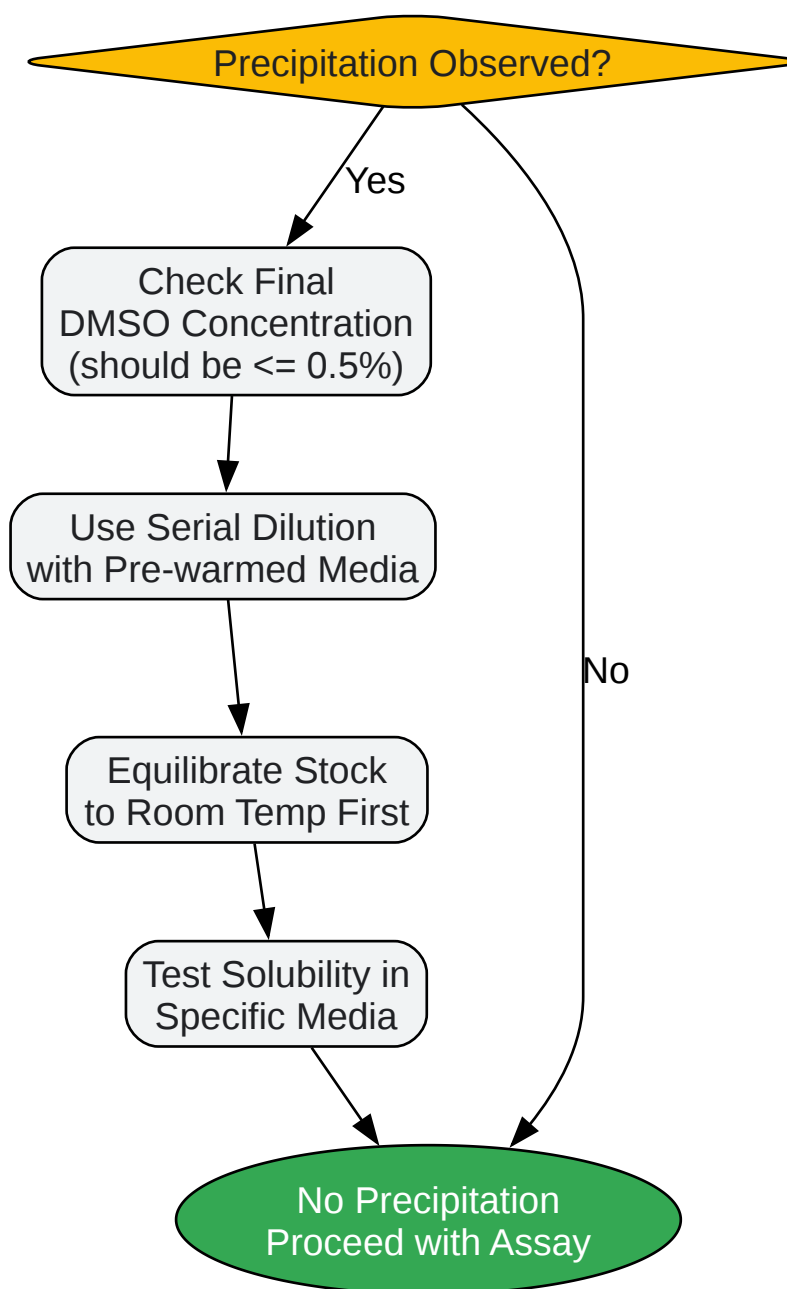 Precipitation Observed?
Yes
Check Final
DMSO Concentration
(should be <= 0.5%)
Use Serial Dilution
with Pre-warmed Media
No
Equilibrate Stock
to Room Temp First
Test Solubility in
Specific Media
No Precipitation
Proceed with Assay